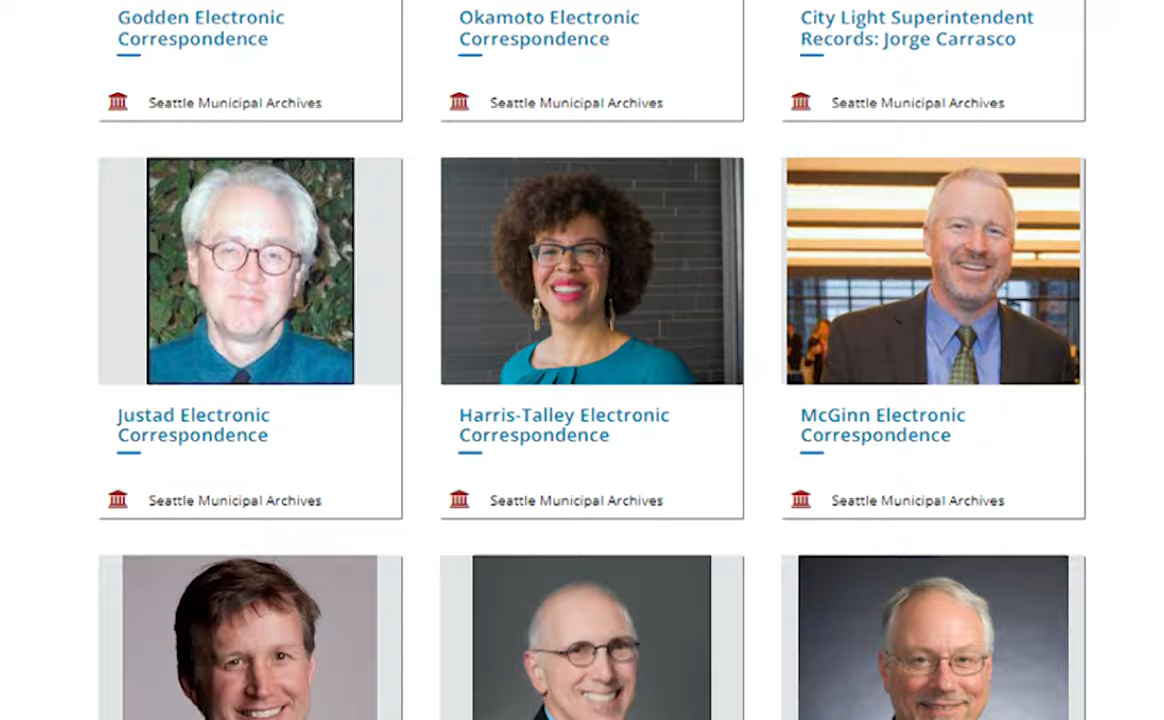 Godden Electronic
Correspondence
Seattle Municipal Archives
Okamoto Electronic
Correspondence
Seattle Municipal Archives
City Light Superintendent
Records: Jorge Carrasco
Seattle Municipal Archives
Justad Electronic
Correspondence
Seattle Municipal Archives
Harris-Talley Electronic
Correspondence
Seattle Municipal Archives
McGinn Electronic
Correspondence
Seattle Municipal Archives